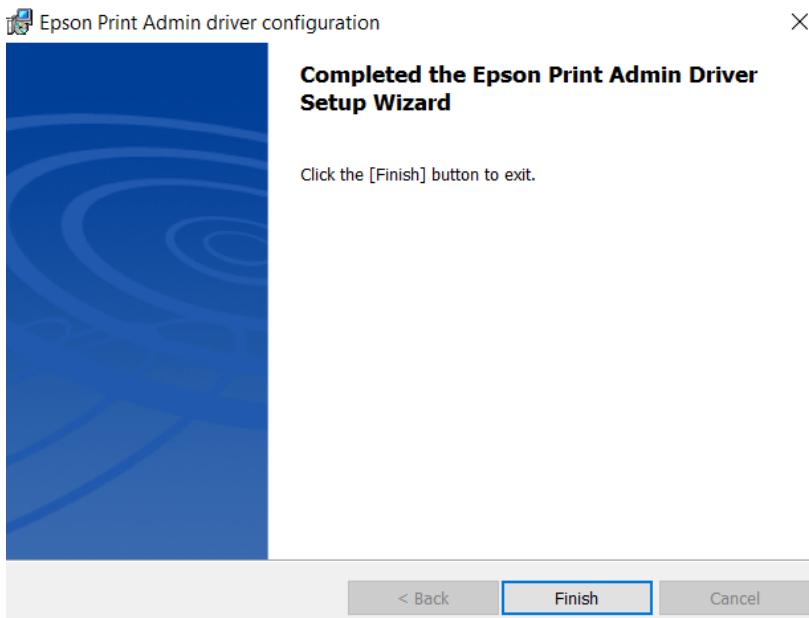 Epson Print Admin driver configuration
Completed the Epson Print Admin Driver
Setup Wizard
Click the [Finish] button to exit.
< Back
Finish
Cancel